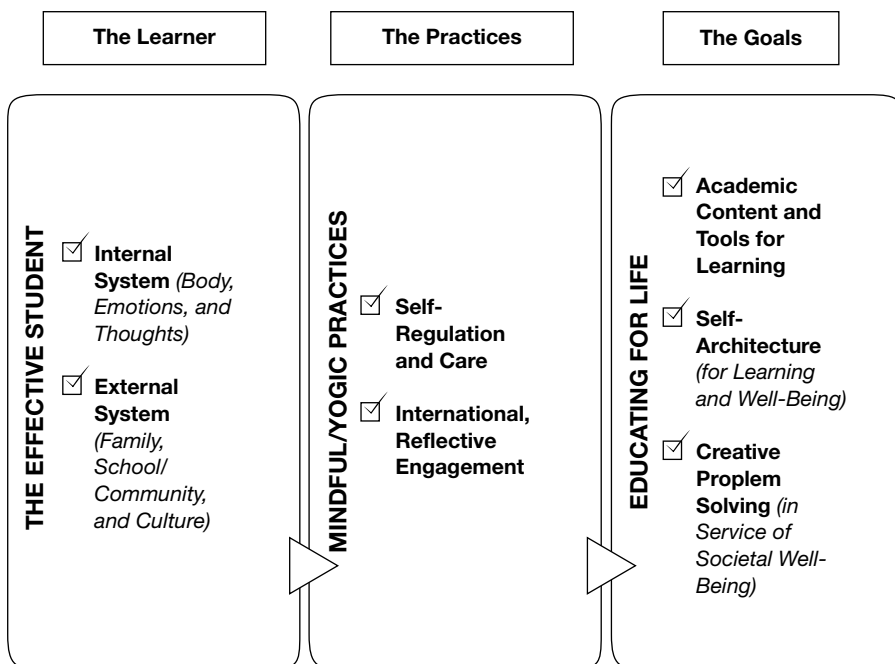 The Learner
The Practices
The Goals
THE EFFECTIVE STUDENT
Internal
System (Body,
Emotions, and
Thoughts)
External
System
(Family,
School/
Community,
and Culture)
MINDFUL/YOGIC PRACTICES
Self-
Regulation
and Care
International,
Reflective
Engagement
EDUCATING FOR LIFE
Academic
Content and
Tools for
Learning
Self-
Architecture
(for Learning
and Well-Being)
Creative
Proplem
Solving (in
Service of
Societal Well-
Being)